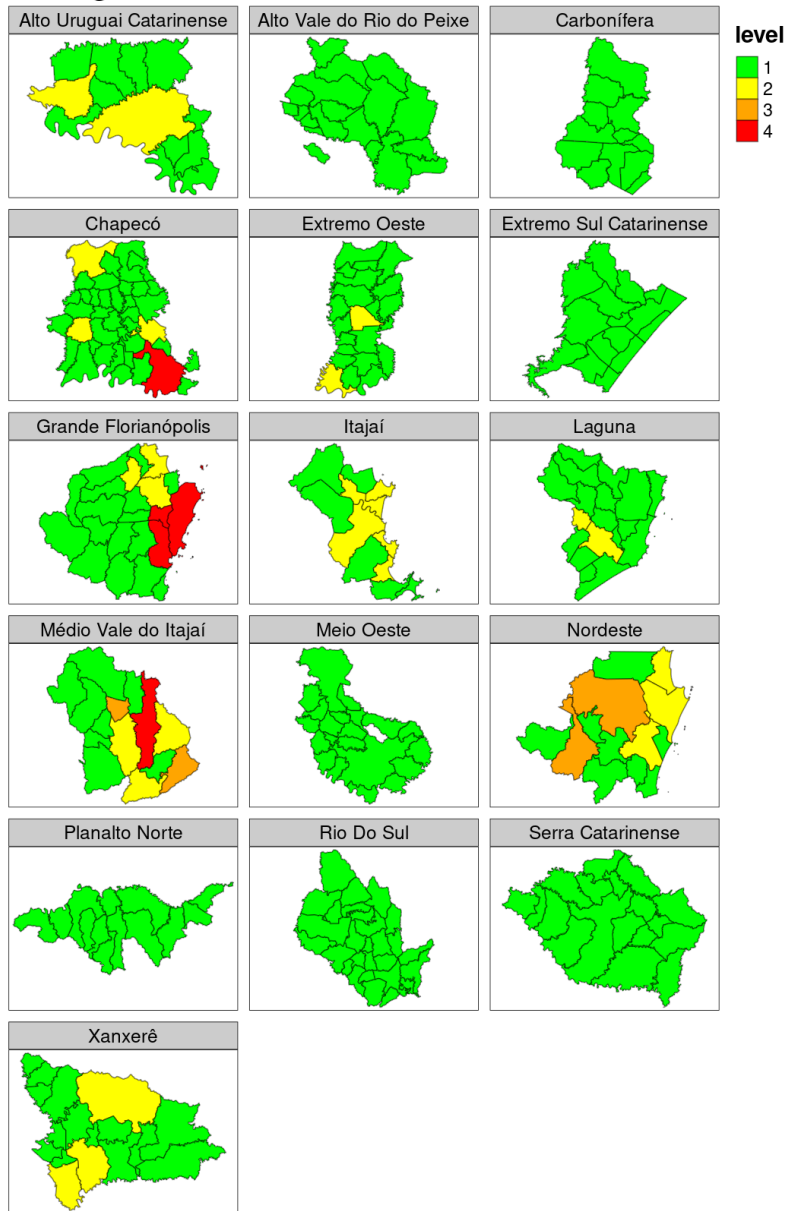 Alto Uruguai Catarinense
Alto Vale do Rio do Peixe
Carbonífera
level
1
2
3
4
Chapecó
Extremo Oeste
Extremo Sul Catarinense
Grande Florianópolis
Itajaí
Laguna
Médio Vale do Itajaí
Meio Oeste
Nordeste
Planalto Norte
Rio Do Sul
Serra Catarinense
Xanxerê